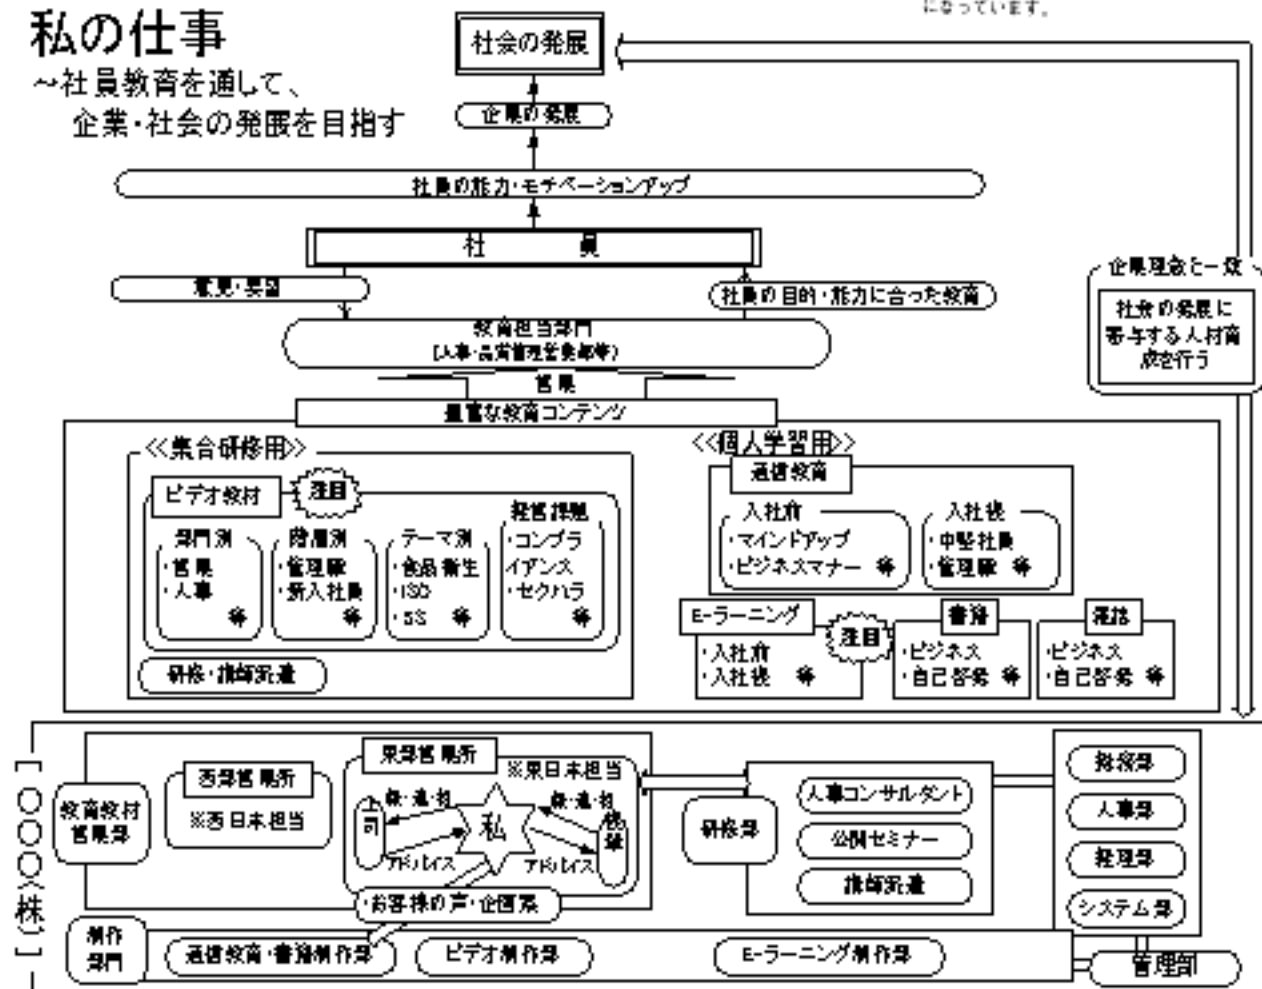 になっています。
私の仕事
～社員教育を通して、
企業・社会の発展を目指す
社会の発展
企業の発展
社員の能力・モチベーションアップ
社 員
意見・要望
社員の目的・能力に合った教育
教育担当部門
(人事・品質管理営業部等)
営業
豊富な教育コンテンツ
企業理念と一致
社会の発展に
寄与する人材育
成を行う
<<集合研修用>>
ビデオ教材
注目
部門別
・営業
・人事
等
階層別
・管理職
・新入社員
等
テーマ別
・食品衛生
・ISO
・5S 等
経営課題
・コンプラ
イアンス
・セクハラ
等
研修・講師派遣
<<個人学習用>>
通信教育
入社前
・マインドアップ
・ビジネスマナー 等
入社後
・中堅社員
・管理職 等
E-ラーニング
・入社前
・入社後 等
注目
書籍
・ビジネス
・自己啓発 等
雑誌
・ビジネス
・自己啓発 等
[〇〇〇(株)]
教育教材
営業部
西部営業所
※西日本担当
東部営業所
※東日本担当
上司
報・連・相
アドバイス
私
報・連・相
アドバイス
後輩
・お客様の声・企画案
研修部
人事コンサルタント
公開セミナー
講師派遣
総務部
人事部
経理部
システム部
管理部
制作
部門
通信教育・書籍制作部
ビデオ制作部
E-ラーニング制作部